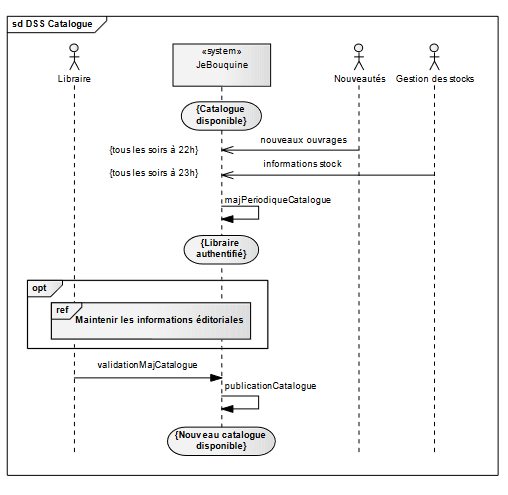 sd DSS Catalogue
Libraire
«system»
JeBouquine
Nouveautés
Gestion des stocks
{Catalogue
disponible}
{tous les soirs à 22h}
nouveaux ouvrages
{tous les soirs à 23h}
informations stock
majPeriodiqueCatalogue
{Libraire
authentifié}
opt
ref
Maintenir les informations éditoriales
validationMajCatalogue
publicationCatalogue
{Nouveau catalogue
disponible}